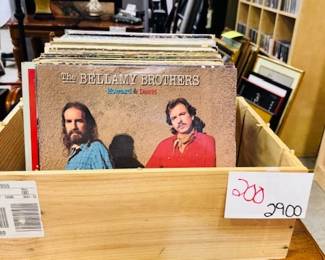 The BELLAMY BROTHERS
Howard & David
200
2900